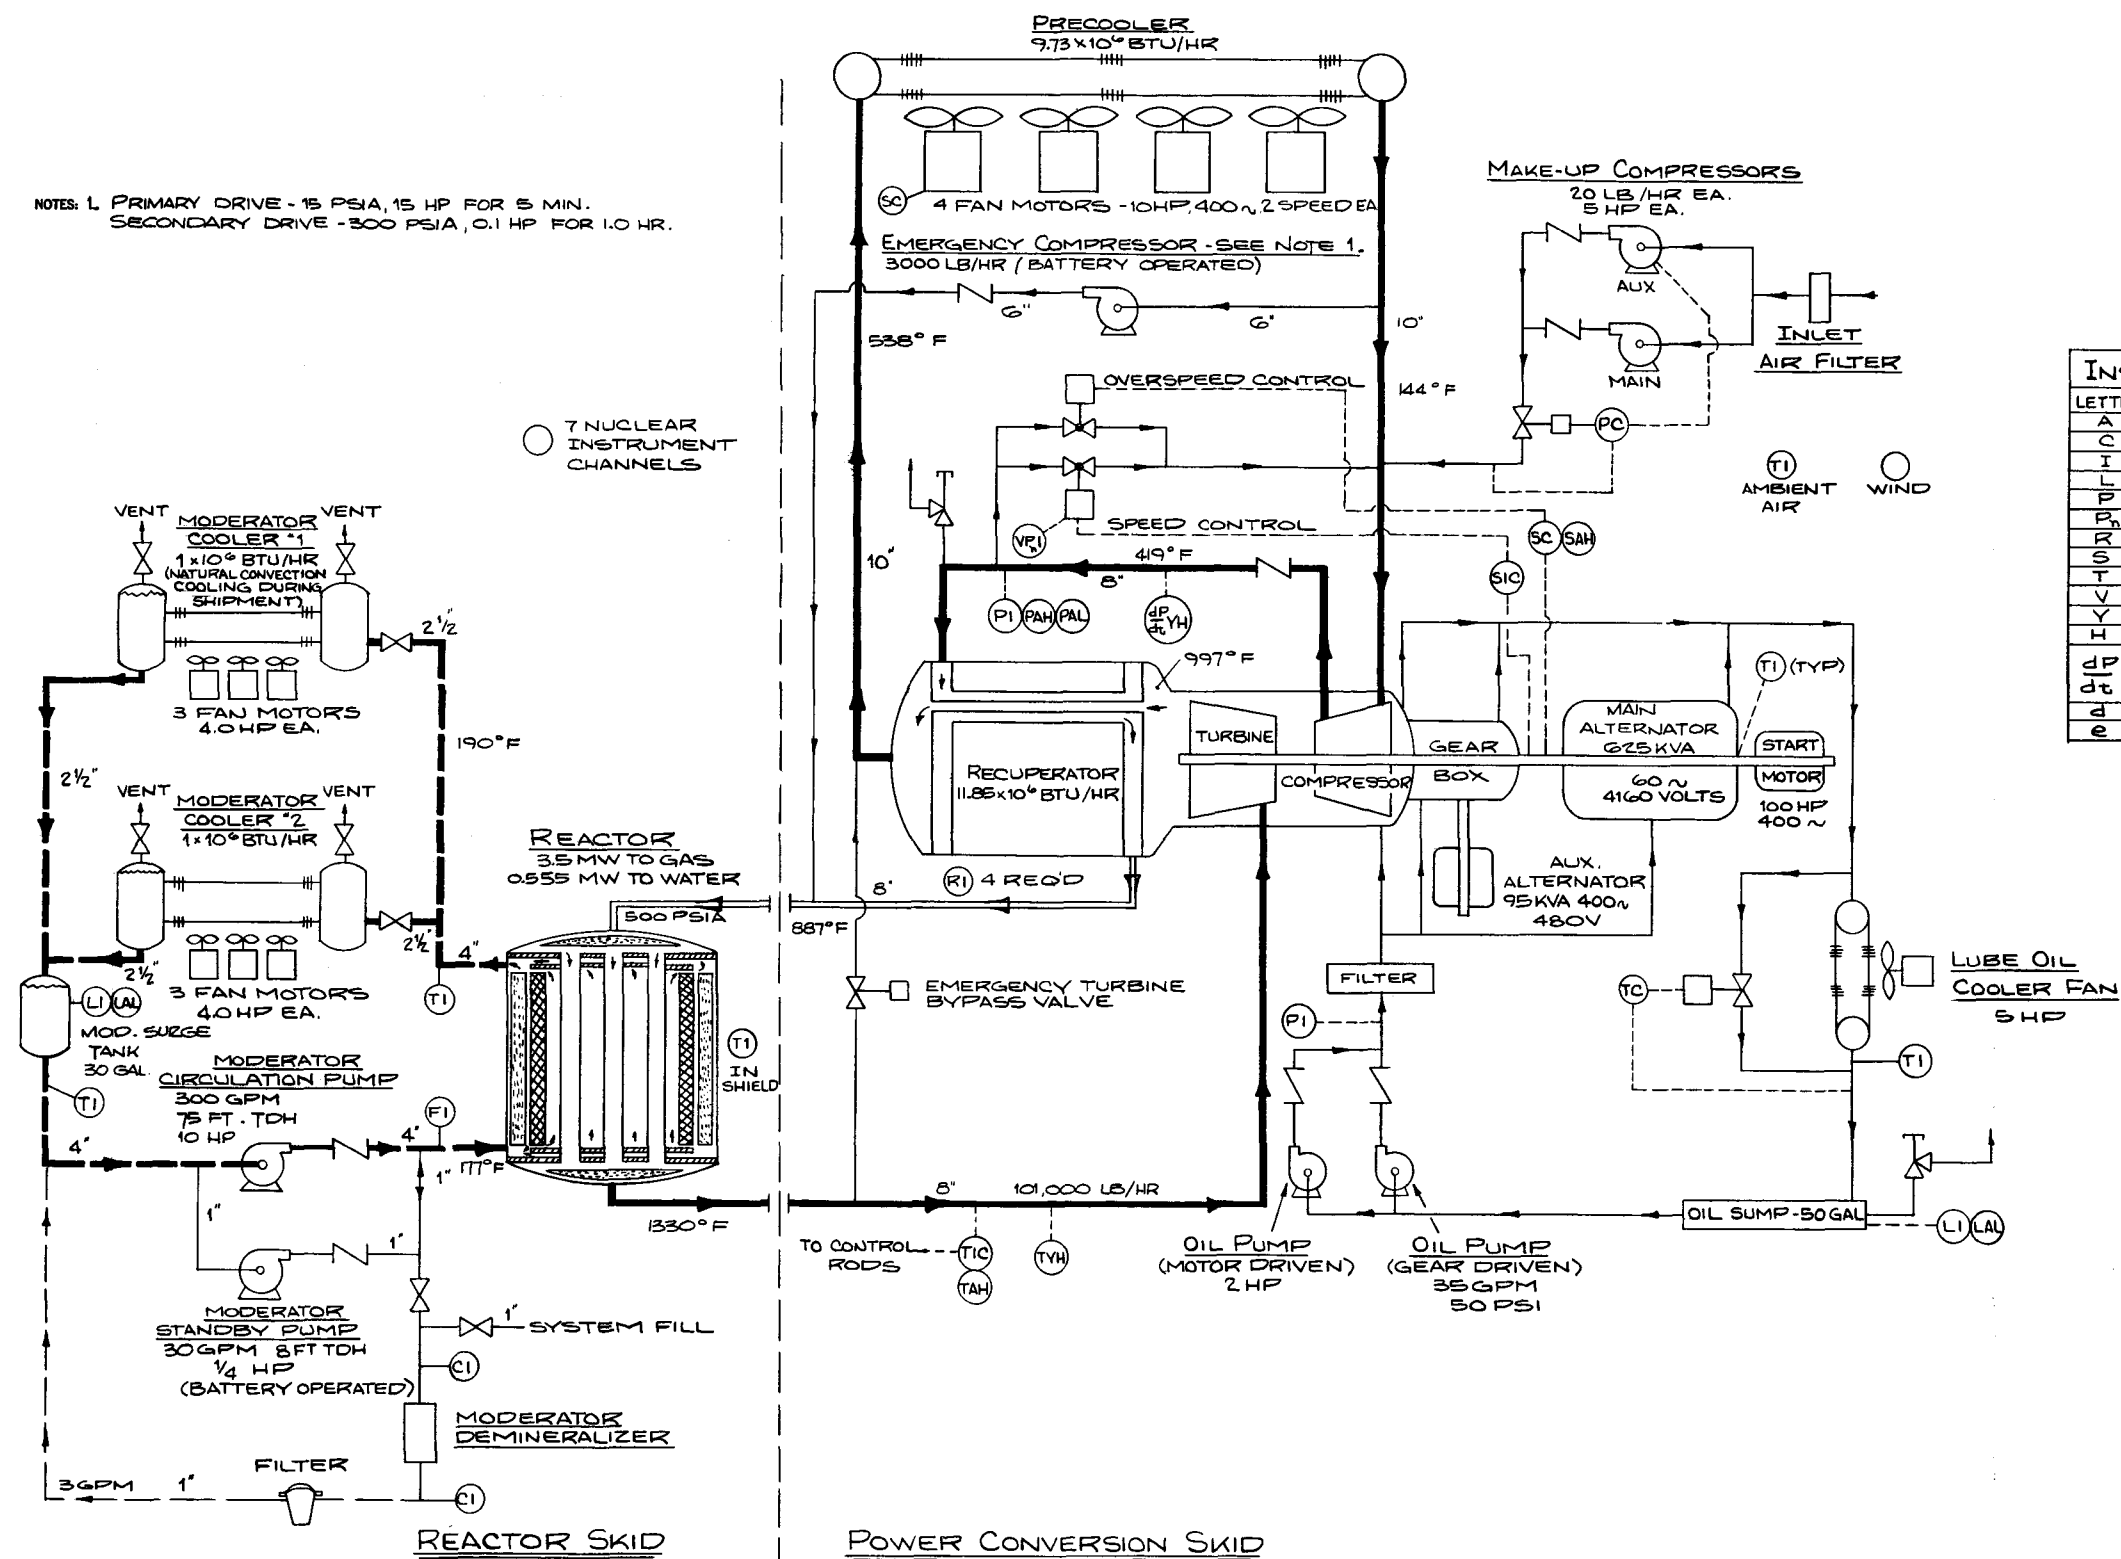 PRECOOLER
9.73×10⁶ BTU/HR
NOTES: 1. PRIMARY DRIVE - 15 PSIA, 15 HP FOR 5 MIN.
SECONDARY DRIVE - 300 PSIA, 0.1 HP FOR 1.0 HR.
SC
4 FAN MOTORS - 10HP, 400~, 2 SPEED EA
EMERGENCY COMPRESSOR - SEE NOTE 1.
3000 LB/HR (BATTERY OPERATED)
6"
6"
538°F
10"
144°F
MAKE-UP COMPRESSORS
20 LB/HR EA.
5 HP EA.
AUX
MAIN
INLET
AIR FILTER
PC
TI
AMBIENT
AIR
WIND
7 NUCLEAR
INSTRUMENT
CHANNELS
OVERSPEED CONTROL
SPEED CONTROL
VPnI
419°F
8"
10"
PI
PAH
PAL
dP/dt YH
SIC
SC
SAH
997°F
TI (TYP)
TURBINE
COMPRESSOR
RECUPERATOR
11.85×10⁶ BTU/HR
GEAR
BOX
MAIN
ALTERNATOR
625 KVA
60~
4160 VOLTS
START
MOTOR
100 HP
400~
AUX.
ALTERNATOR
95KVA 400~
480V
RI
4 REQ'D
8"
887°F
EMERGENCY TURBINE
BYPASS VALVE
FILTER
PI
TC
LUBE OIL
COOLER FAN
5 HP
TI
OIL SUMP - 50 GAL
LI
LAL
OIL PUMP
(MOTOR DRIVEN)
2 HP
OIL PUMP
(GEAR DRIVEN)
35 GPM
50 PSI
8"
101,000 LB/HR
TO CONTROL
RODS
TIC
TAH
TYH
1330°F
VENT
MODERATOR
COOLER #1
1×10⁶ BTU/HR
(NATURAL CONVECTION
COOLING DURING
SHIPMENT)
VENT
2 1/2
3 FAN MOTORS
4.0 HP EA.
190°F
2 1/2"
VENT
MODERATOR
COOLER #2
1×10⁶ BTU/HR
VENT
2 1/2"
2 1/2"
3 FAN MOTORS
4.0 HP EA.
4"
TI
LI
LAL
MOD. SURGE
TANK
30 GAL.
TI
REACTOR
3.5 MW TO GAS
0.555 MW TO WATER
500 PSIA
TI
IN
SHIELD
MODERATOR
CIRCULATION PUMP
300 GPM
75 FT. TDH
10 HP
4"
FI
4"
177°F
1"
1"
1"
MODERATOR
STANDBY PUMP
30 GPM 8 FT TDH
1/4 HP
(BATTERY OPERATED)
1"
SYSTEM FILL
CI
MODERATOR
DEMINERALIZER
FILTER
CI
3 GPM
1"
REACTOR SKID
POWER CONVERSION SKID
LETT
A
C
I
L
P
Pn
R
S
T
V
Y
H
dP
dt
d
e